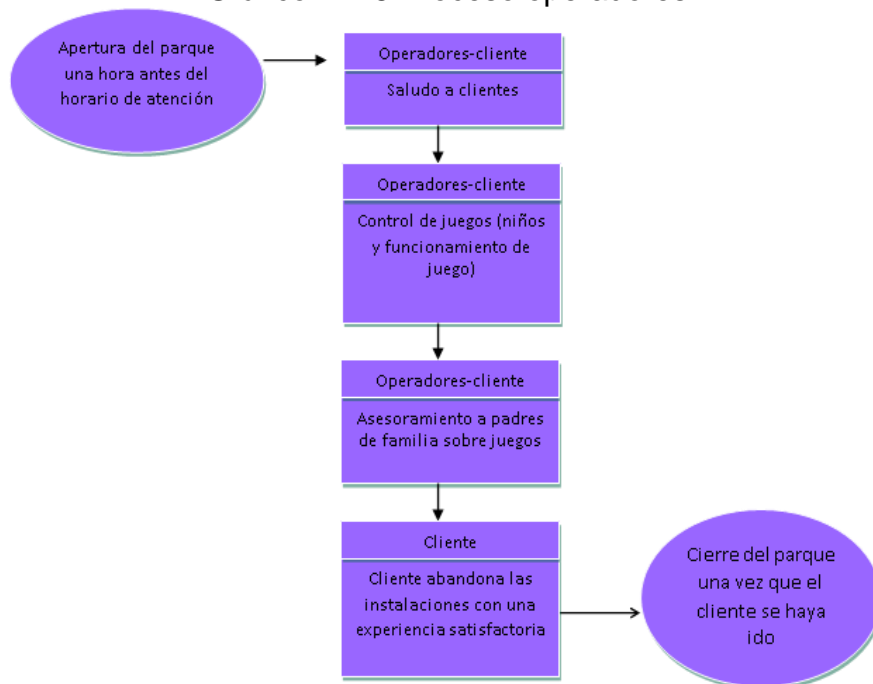 Apertura del parque
una hora antes del
horario de atención
Operadores-cliente
Saludo a clientes
Operadores-cliente
Control de juegos (niños
y funcionamiento de
juego)
Operadores-cliente
Asesoramiento a padres
de familia sobre juegos
Cliente
Cliente abandona las
instalaciones con una
experiencia satisfactoria
Cierre del parque
una vez que el
cliente se haya
ido